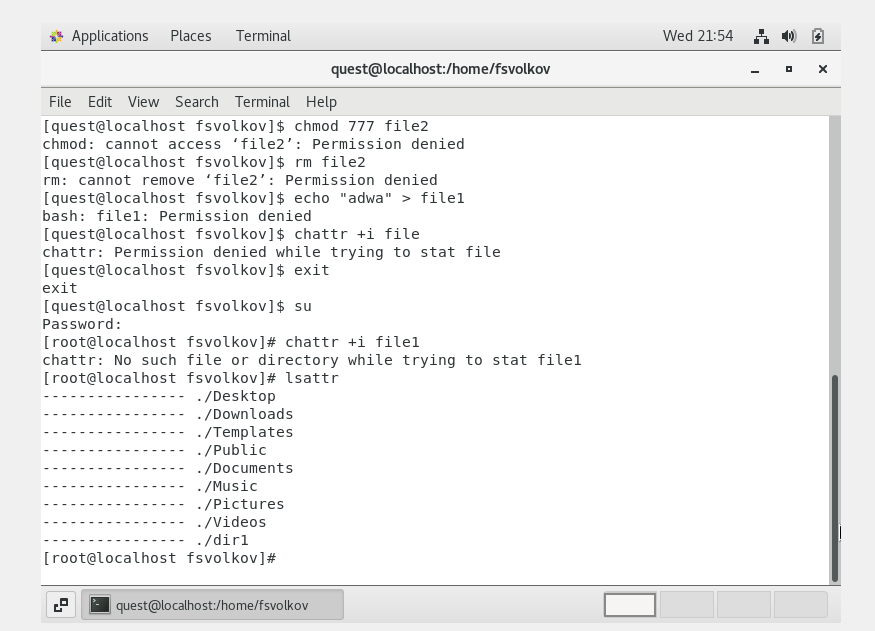 Applications Places Terminal Wed 21:54
quest@localhost:/home/fsvolkov
File Edit View Search Terminal Help
[quest@localhost fsvolkov]$ chmod 777 file2
chmod: cannot access ‘file2’: Permission denied
[quest@localhost fsvolkov]$ rm file2
rm: cannot remove ‘file2’: Permission denied
[quest@localhost fsvolkov]$ echo "adwa" > file1
bash: file1: Permission denied
[quest@localhost fsvolkov]$ chattr +i file
chattr: Permission denied while trying to stat file
[quest@localhost fsvolkov]$ exit
exit
[quest@localhost fsvolkov]$ su
Password:
[root@localhost fsvolkov]# chattr +i file1
chattr: No such file or directory while trying to stat file1
[root@localhost fsvolkov]# lsattr
---------------- ./Desktop
---------------- ./Downloads
---------------- ./Templates
---------------- ./Public
---------------- ./Documents
---------------- ./Music
---------------- ./Pictures
---------------- ./Videos
---------------- ./dir1
[root@localhost fsvolkov]#
quest@localhost:/home/fsvolkov